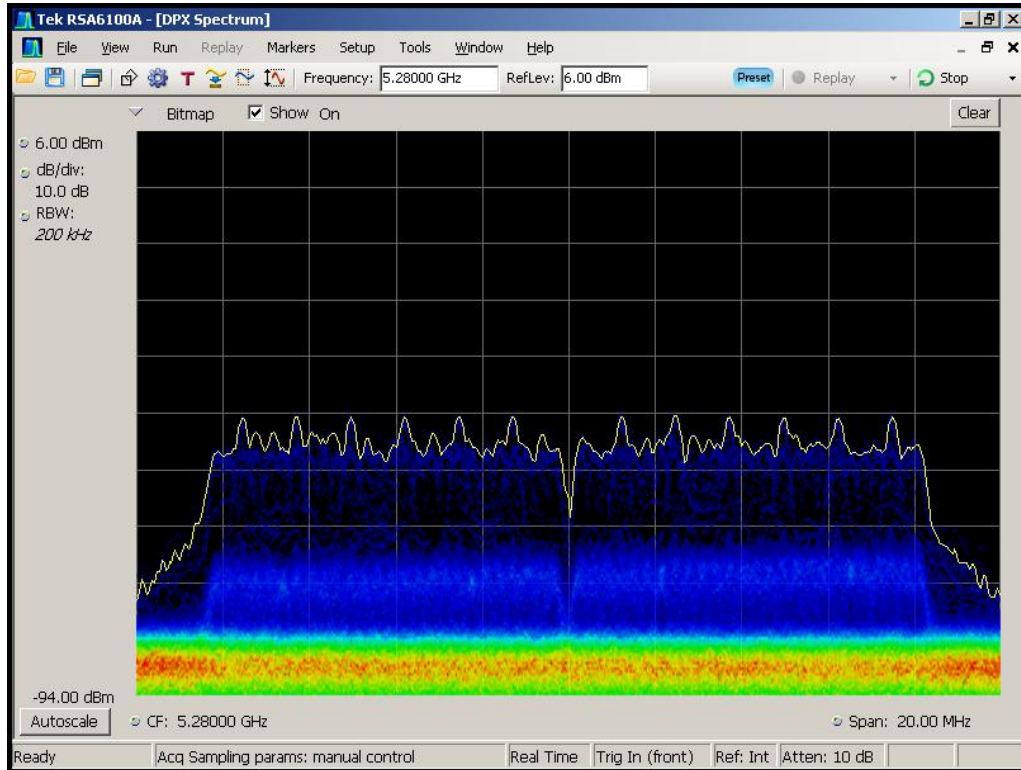 Tek RSA6100A - [DPX Spectrum]
File View Run Replay Markers Setup Tools Window Help
T Frequency: 5.28000 GHz RefLev: 6.00 dBm Preset Replay Stop
Bitmap Show On Clear
6.00 dBm
dB/div:
10.0 dB
RBW:
200 kHz
-94.00 dBm
Autoscale CF: 5.28000 GHz Span: 20.00 MHz
Ready Acq Sampling params: manual control Real Time Trig In (front) Ref: Int Atten: 10 dB